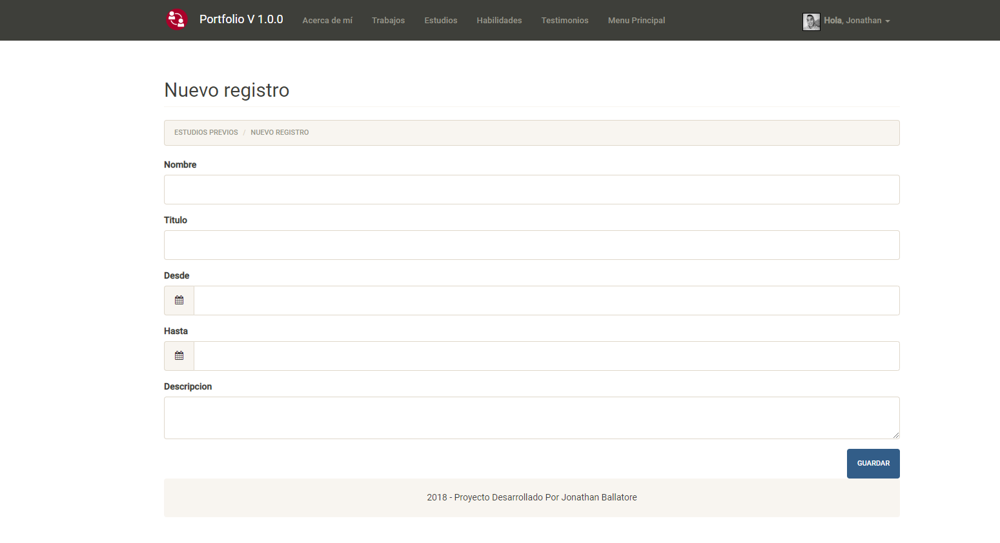 Portfolio V 1.0.0 Acerca de mí Trabajos Estudios Habilidades Testimonios Menu Principal Hola, Jonathan
Nuevo registro
ESTUDIOS PREVIOS / NUEVO REGISTRO
Nombre
Titulo
Desde
Hasta
Descripcion
GUARDAR
2018 - Proyecto Desarrollado Por Jonathan Ballatore